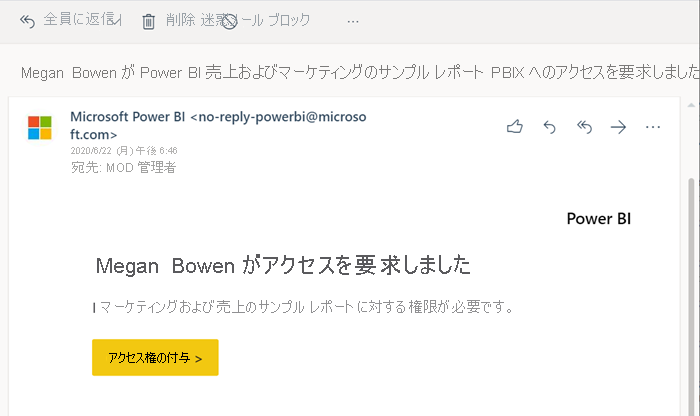 全員に返信 削除 迷惑メール ブロック ...
Megan Bowen が Power BI 売上およびマーケティングのサンプル レポート PBIX へのアクセスを要求しました
Microsoft Power BI <no-reply-powerbi@microso
ft.com>
2020/6/22 (月) 午後 6:46
宛先: MOD 管理者
Power BI
Megan Bowen がアクセスを要求しました
I マーケティングおよび売上のサンプル レポートに対する権限が必要です。
アクセス権の付与 >